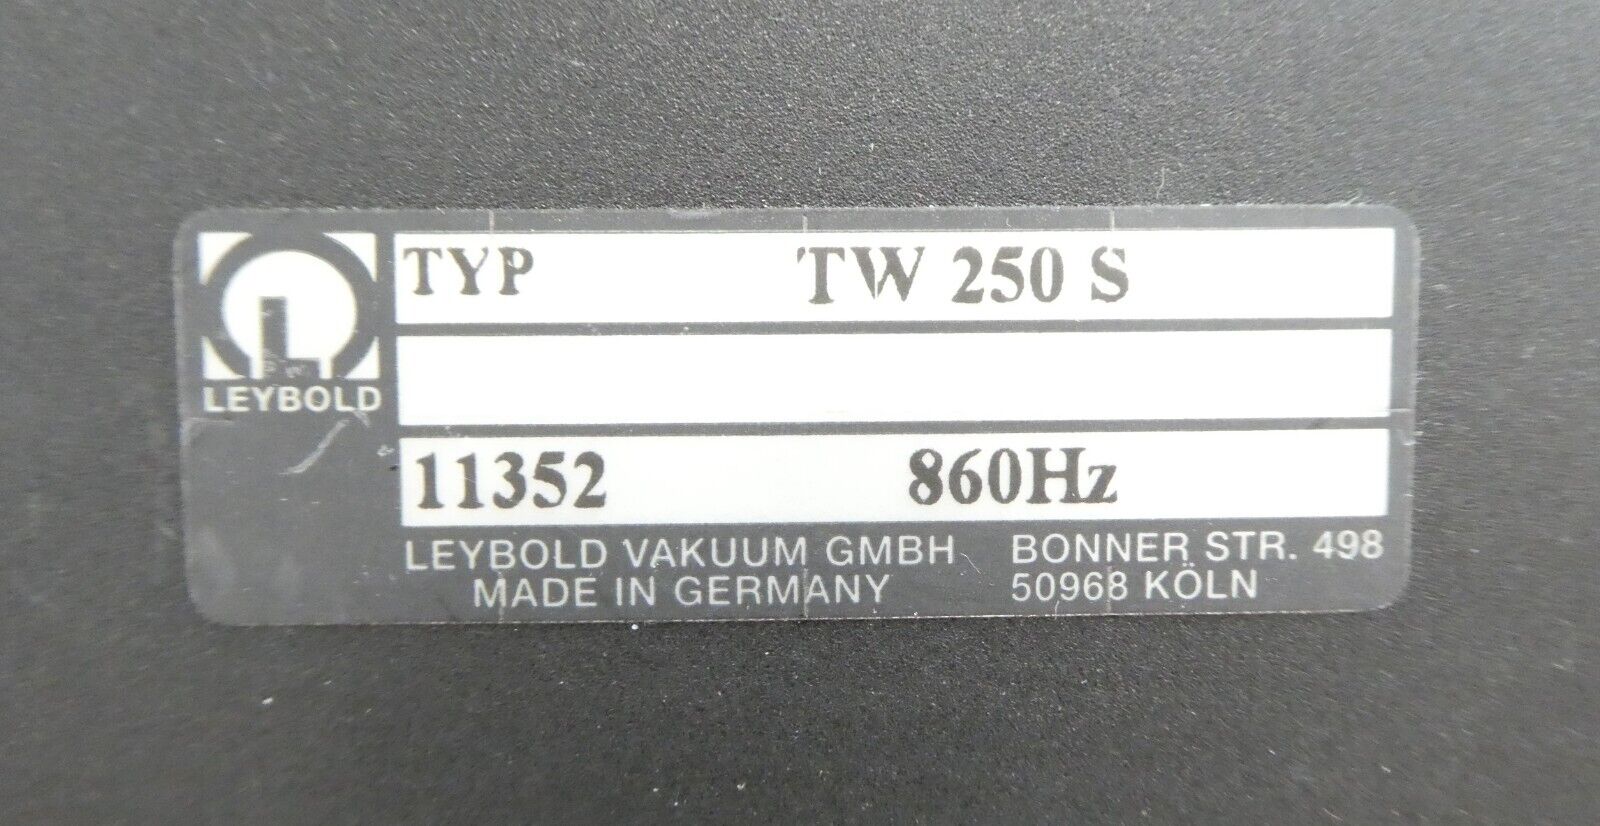 TYP TW 250 S
LEYBOLD
11352 860Hz
LEYBOLD VAKUUM GMBH BONNER STR. 498
MADE IN GERMANY 50968 KÖLN